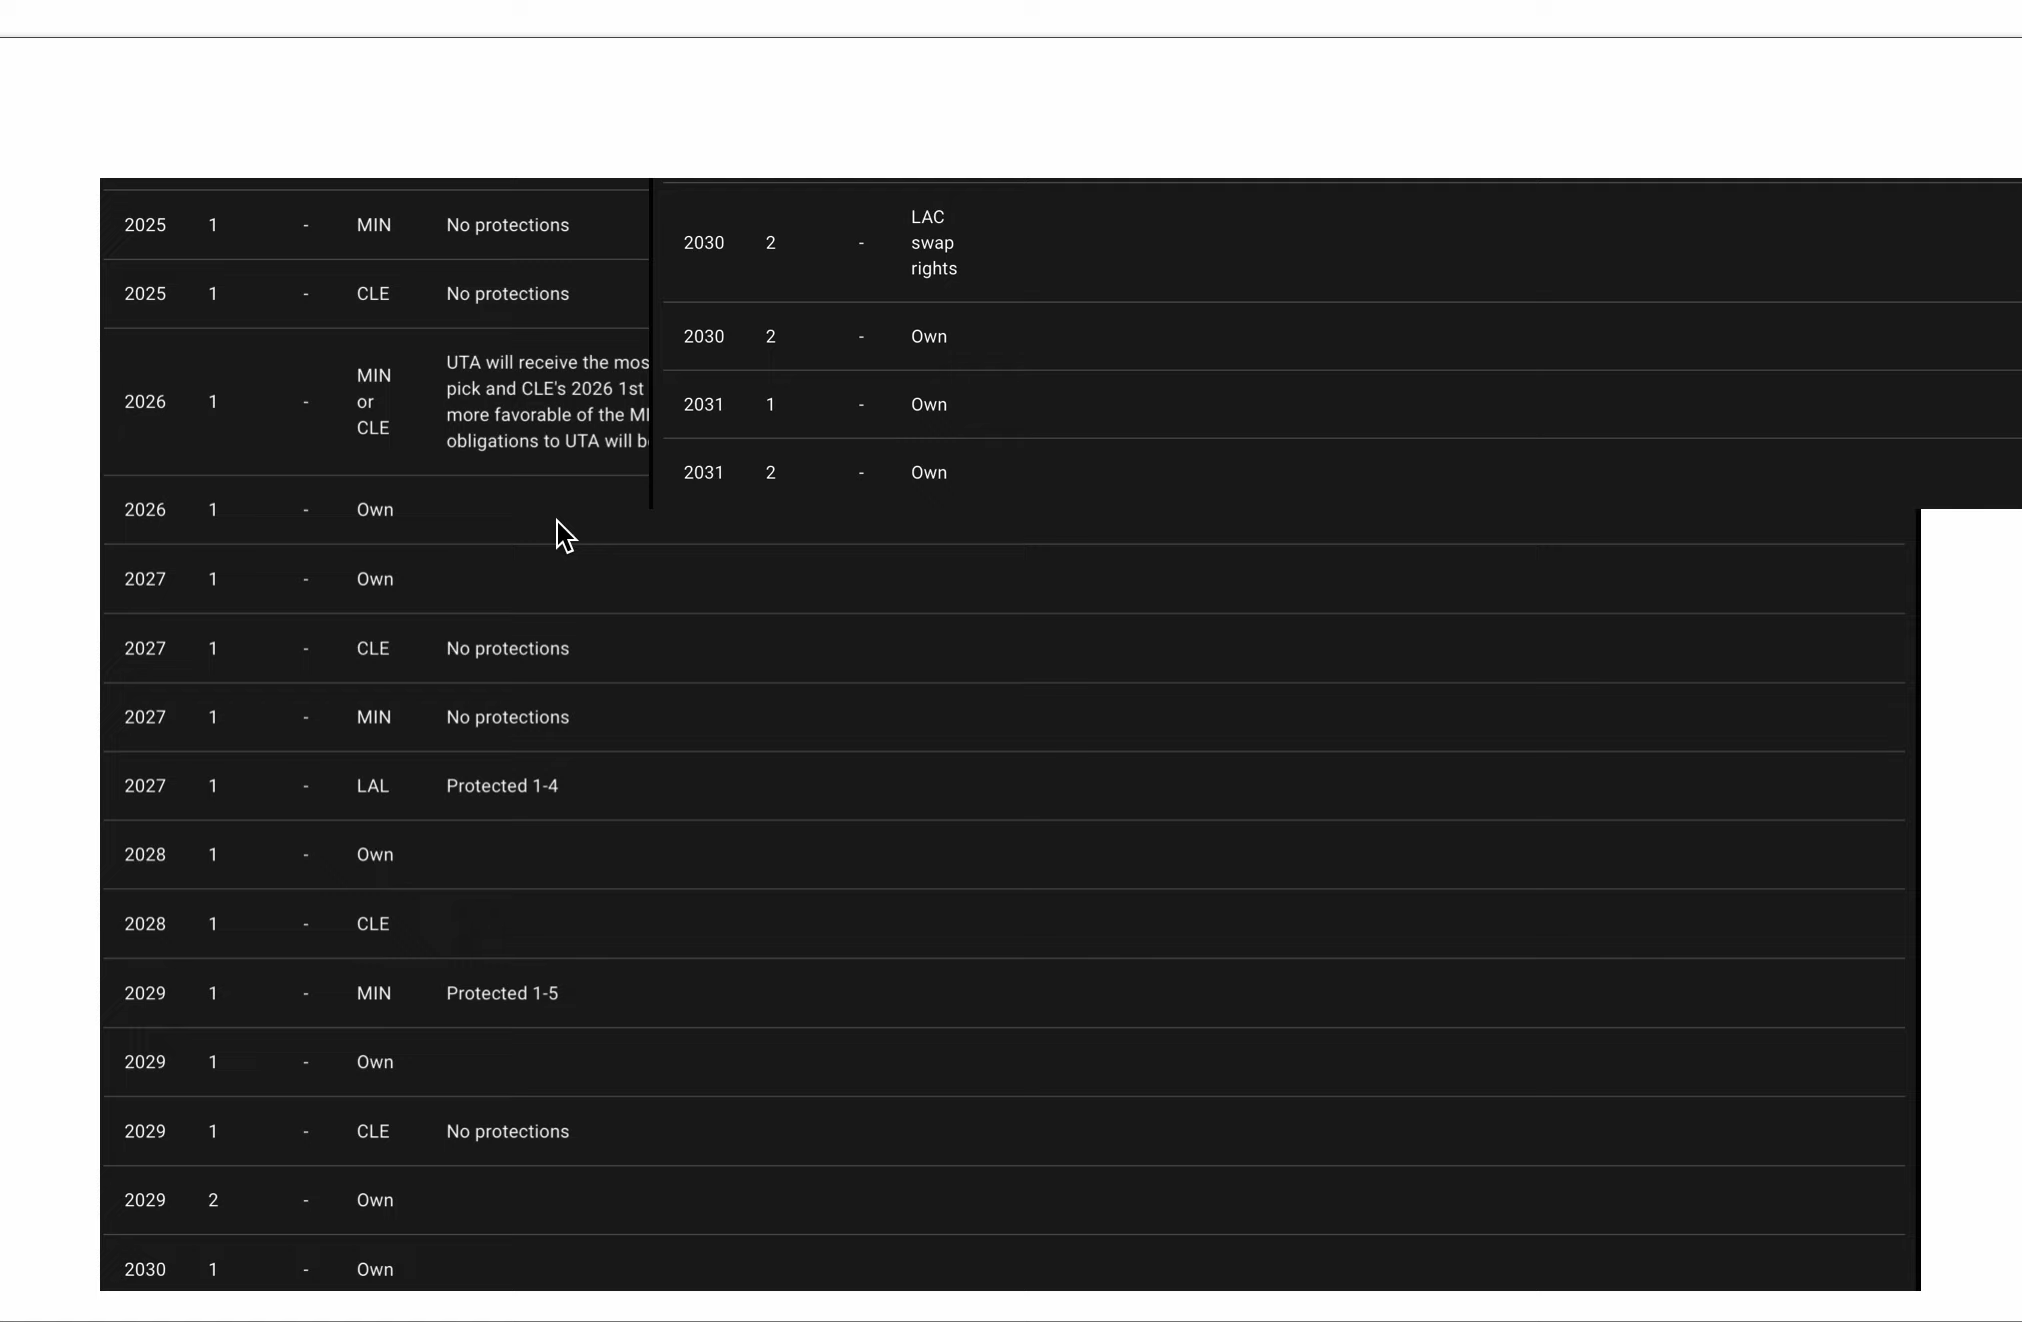 2025 1 - MIN No protections
2025 1 - CLE No protections
2026 1 - MIN or CLE
UTA will receive the mos
pick and CLE's 2026 1st
more favorable of the MI
obligations to UTA will b
2026 1 - Own
2027 1 - Own
2027 1 - CLE No protections
2027 1 - MIN No protections
2027 1 - LAL Protected 1-4
2028 1 - Own
2028 1 - CLE
2029 1 - MIN Protected 1-5
2029 1 - Own
2029 1 - CLE No protections
2029 2 - Own
2030 1 - Own
2030 2 - LAC
swap
rights
2030 2 - Own
2031 1 - Own
2031 2 - Own